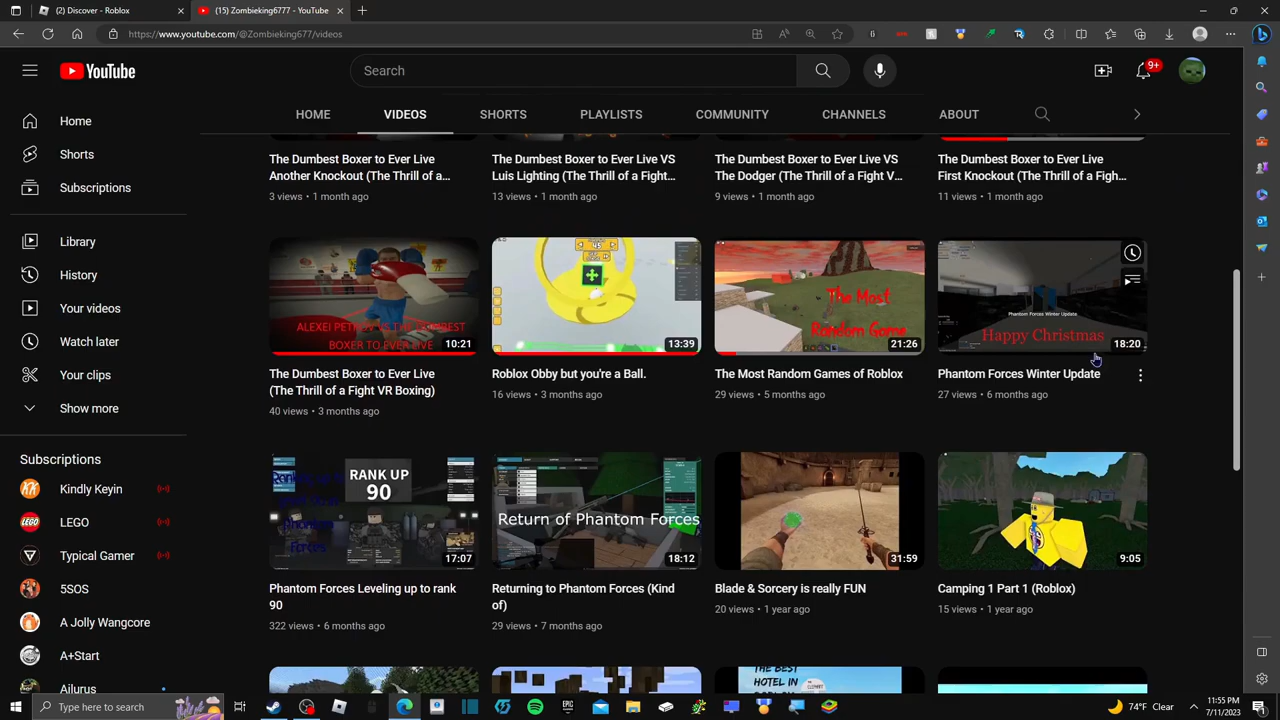 (2) Discover - Roblox
(15) Zombieking6777 - YouTube
https://www.youtube.com/@Zombieking677/videos
YouTube
Search
9+
HOME VIDEOS SHORTS PLAYLISTS COMMUNITY CHANNELS ABOUT
Home
Shorts
Subscriptions
Library
History
Your videos
Watch later
Your clips
Show more
Subscriptions
Kindly Keyin
LEGO
Typical Gamer
5SOS
A Jolly Wangcore
A+Start
Ailurus
The Dumbest Boxer to Ever Live
Another Knockout (The Thrill of a...
3 views • 1 month ago
The Dumbest Boxer to Ever Live VS
Luis Lighting (The Thrill of a Fight...
13 views • 1 month ago
The Dumbest Boxer to Ever Live VS
The Dodger (The Thrill of a Fight V...
9 views • 1 month ago
The Dumbest Boxer to Ever Live
First Knockout (The Thrill of a Figh...
11 views • 1 month ago
ALEXEI PETROV VS THE DUMBEST
BOXER TO EVER LIVE
10:21
The Dumbest Boxer to Ever Live
(The Thrill of a Fight VR Boxing)
40 views • 3 months ago
45
13:39
Roblox Obby but you're a Ball.
16 views • 3 months ago
The Most
Random Game
21:26
The Most Random Games of Roblox
29 views • 5 months ago
Phantom Forces Winter Update
Happy Christmas
18:20
Phantom Forces Winter Update
27 views • 6 months ago
RANK UP
90
Phantom
Forces
17:07
Phantom Forces Leveling up to rank
90
322 views • 6 months ago
Return of Phantom Forces
18:12
Returning to Phantom Forces (Kind
of)
29 views • 7 months ago
31:59
Blade & Sorcery is really FUN
20 views • 1 year ago
9:05
Camping 1 Part 1 (Roblox)
15 views • 1 year ago
THE BEST
HOTEL IN
Type here to search
EPIC
74°F Clear
11:55 PM
7/11/2023